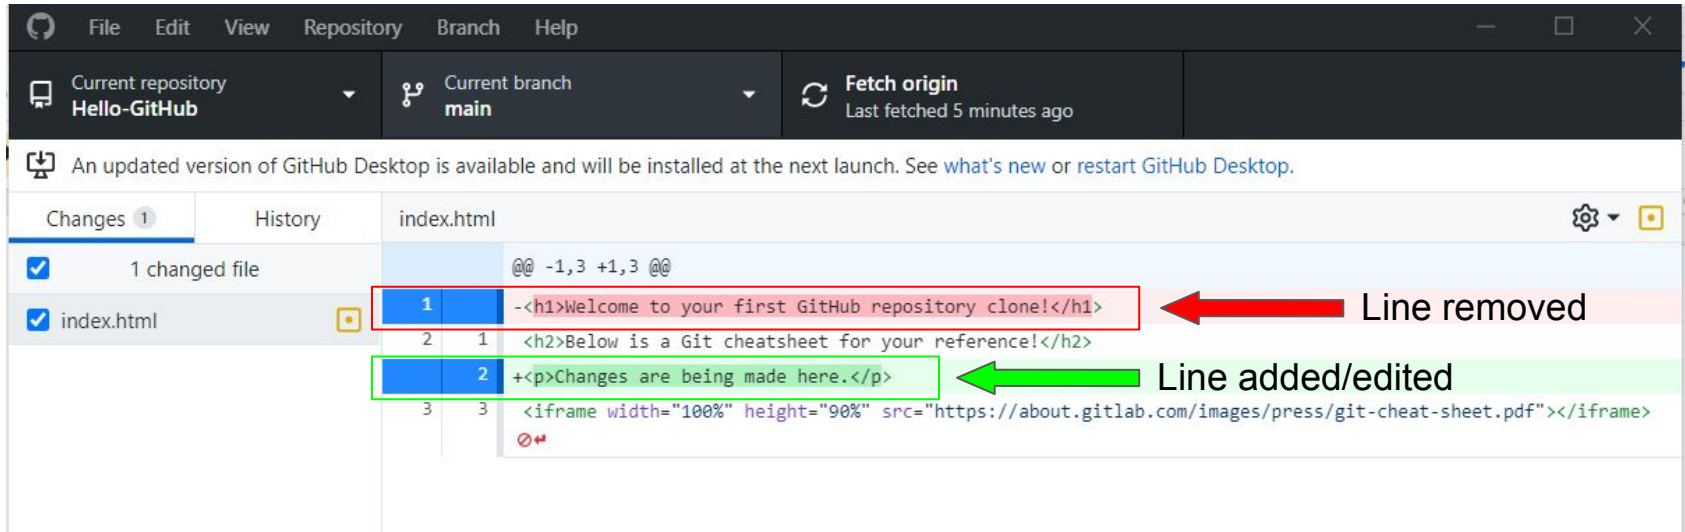 File Edit View Repository Branch Help
Current repository
Hello-GitHub
Current branch
main
Fetch origin
Last fetched 5 minutes ago
An updated version of GitHub Desktop is available and will be installed at the next launch. See what's new or restart GitHub Desktop.
Changes 1 History
index.html
1 changed file
@@ -1,3 +1,3 @@
index.html
1 -<h1>Welcome to your first GitHub repository clone!</h1>
Line removed
2 1 <h2>Below is a Git cheatsheet for your reference!</h2>
2 +<p>Changes are being made here.</p>
Line added/edited
3 3 <iframe width="100%" height="90%" src="https://about.gitlab.com/images/press/git-cheat-sheet.pdf"></iframe>